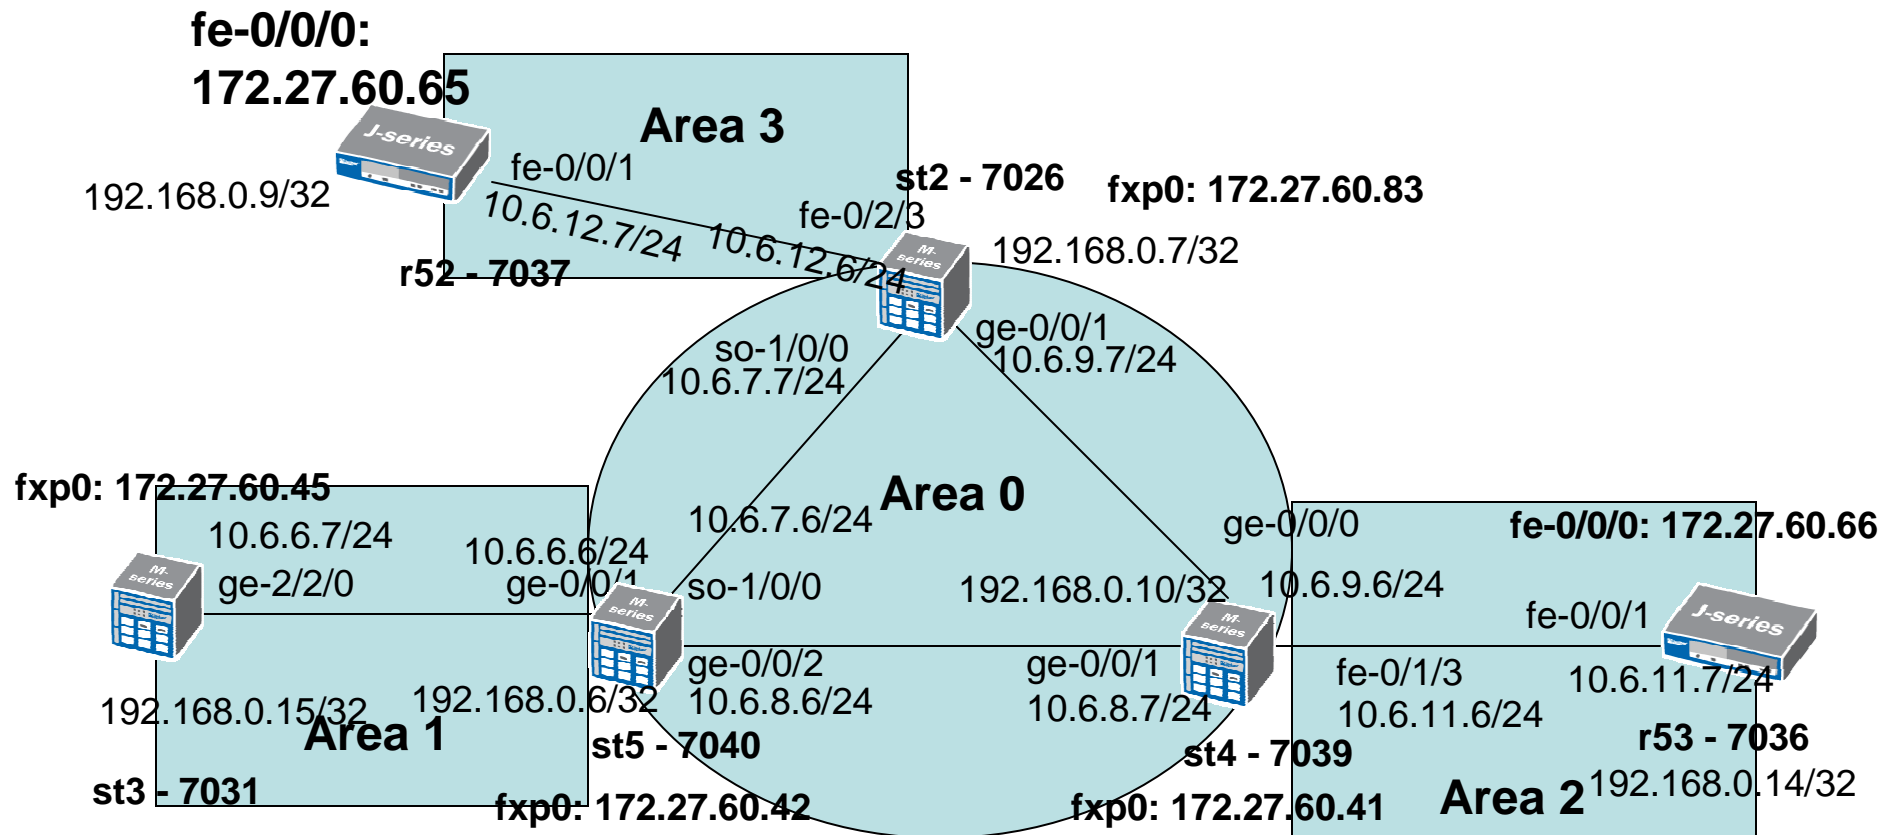 fe-0/0/0:
172.27.60.65
Area 3
J-series
fe-0/0/1
192.168.0.9/32
10.6.12.7/24
10.6.12.6/24
fe-0/2/3
r52 - 7037
st2 - 7026
fxp0: 172.27.60.83
M-
series
192.168.0.7/32
so-1/0/0
10.6.7.7/24
ge-0/0/1
10.6.9.7/24
Area 0
fxp0: 172.27.60.45
10.6.6.7/24
10.6.6.6/24
10.6.7.6/24
ge-0/0/0
fe-0/0/0: 172.27.60.66
M-
series
ge-2/2/0
ge-0/0/1
M-
series
so-1/0/0
192.168.0.10/32
10.6.9.6/24
M-
series
fe-0/0/1
J-series
192.168.0.15/32
Area 1
192.168.0.6/32
ge-0/0/2
10.6.8.6/24
ge-0/0/1
10.6.8.7/24
fe-0/1/3
10.6.11.6/24
10.6.11.7/24
st3 - 7031
st5 - 7040
fxp0: 172.27.60.42
st4 - 7039
fxp0: 172.27.60.41
r53 - 7036
192.168.0.14/32
Area 2